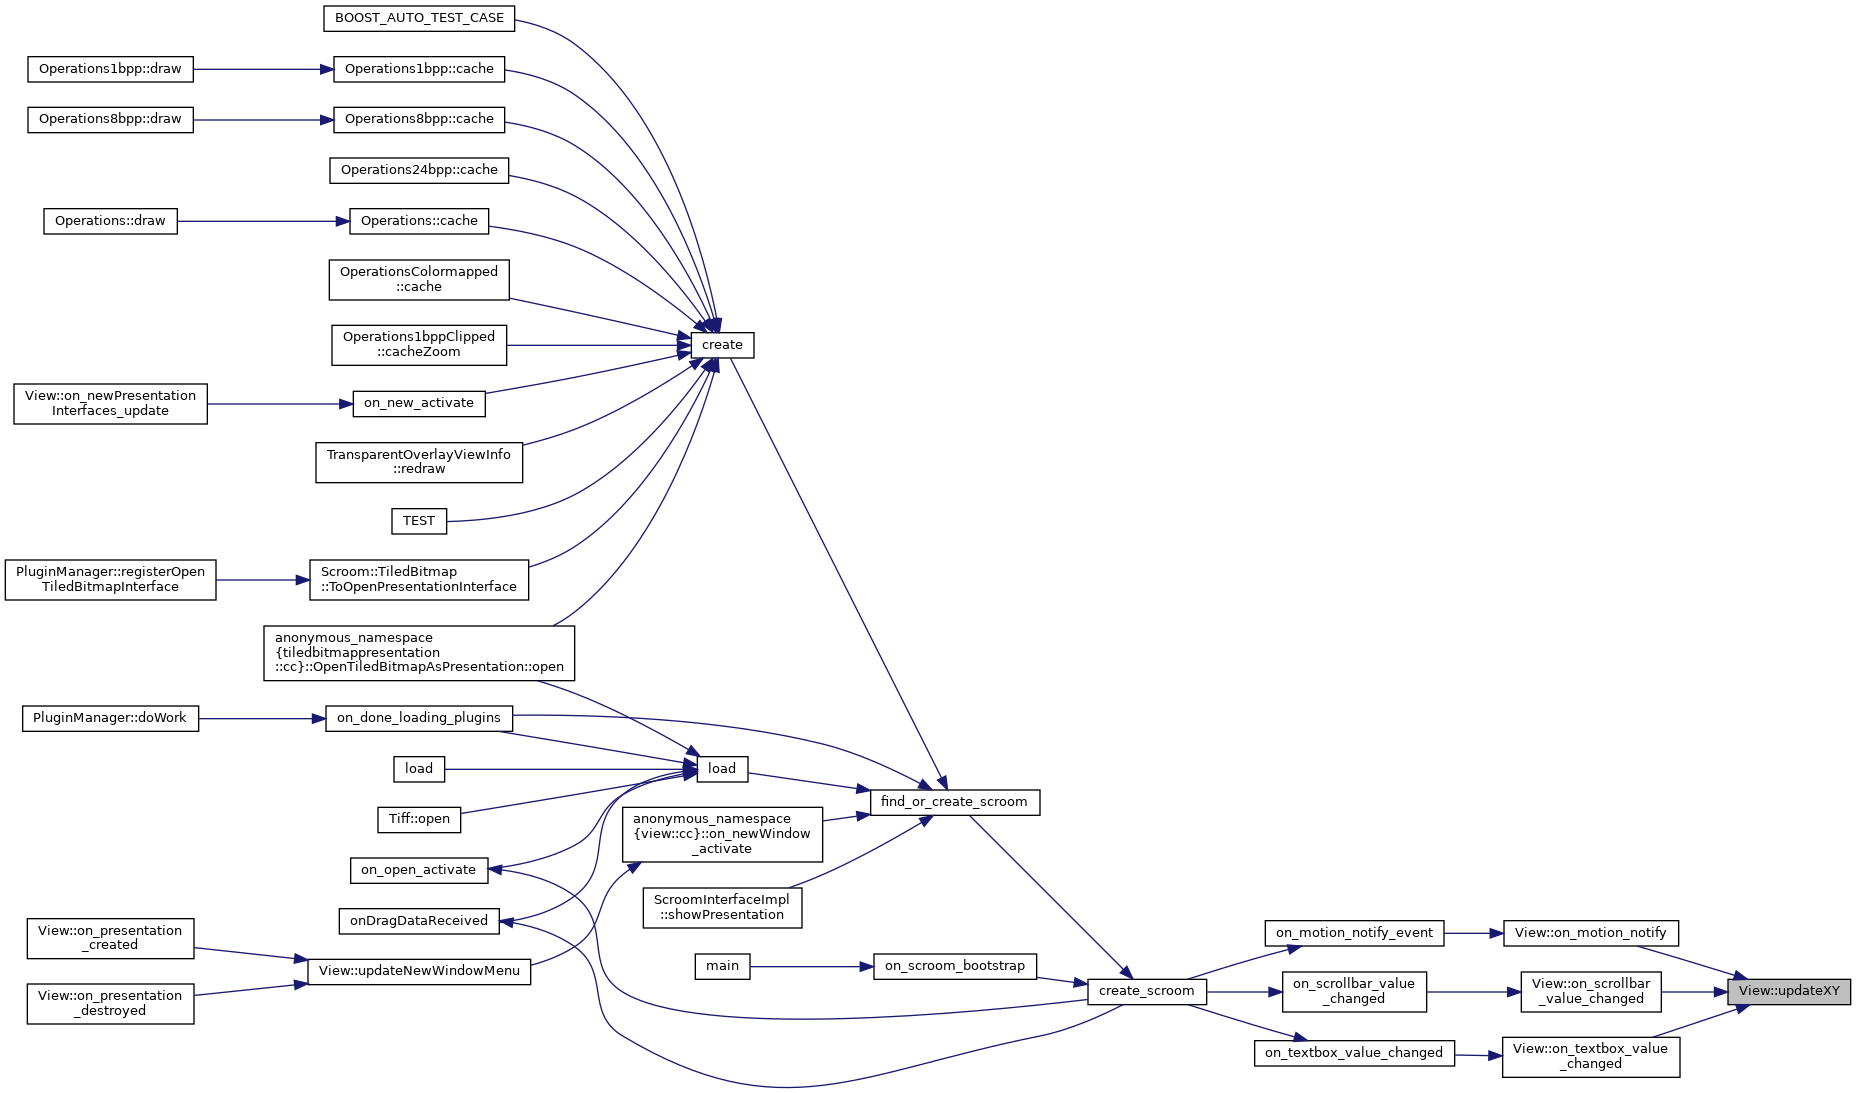 BOOST_AUTO_TEST_CASE
Operations1bpp::draw
Operations1bpp::cache
Operations8bpp::draw
Operations8bpp::cache
Operations24bpp::cache
Operations::draw
Operations::cache
OperationsColormapped
::cache
Operations1bppClipped
::cacheZoom
create
View::on_newPresentation
Interfaces_update
on_new_activate
TransparentOverlayViewInfo
::redraw
TEST
PluginManager::registerOpen
TiledBitmapInterface
Scroom::TiledBitmap
::ToOpenPresentationInterface
anonymous_namespace
{tiledbitmappresentation
::cc}::OpenTiledBitmapAsPresentation::open
PluginManager::doWork
on_done_loading_plugins
load
load
Tiff::open
find_or_create_scroom
anonymous_namespace
{view::cc}::on_newWindow
_activate
on_open_activate
ScroomInterfaceImpl
::showPresentation
onDragDataReceived
View::on_presentation
_created
View::updateNewWindowMenu
View::on_presentation
_destroyed
main
on_scroom_bootstrap
create_scroom
on_motion_notify_event
View::on_motion_notify
on_scrollbar_value
_changed
View::on_scrollbar
_value_changed
View::updateXY
on_textbox_value_changed
View::on_textbox_value
_changed